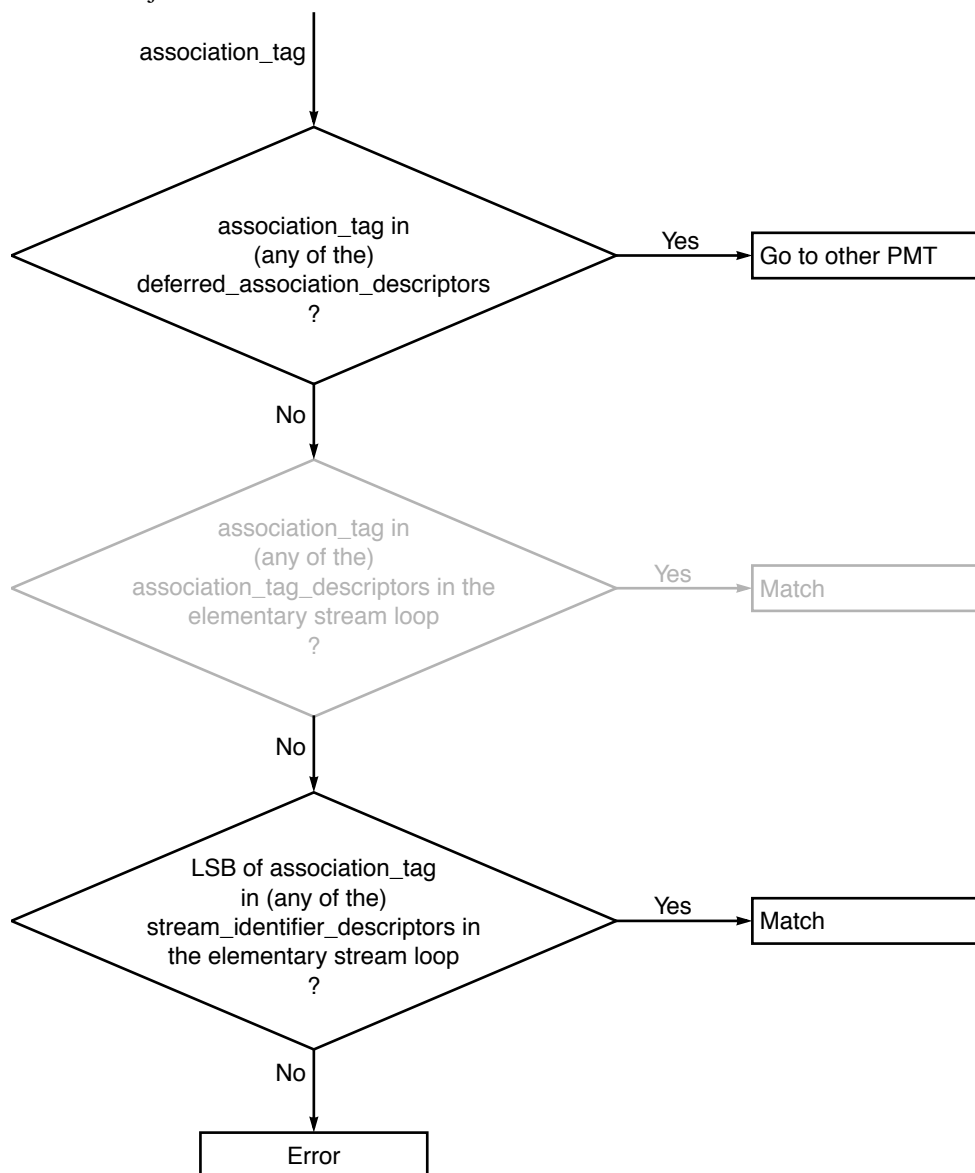 association_tag
association_tag in
(any of the)
deferred_association_descriptors
?
Yes
Go to other PMT
No
association_tag in
(any of the)
association_tag_descriptors in the
elementary stream loop
?
Yes
Match
No
LSB of association_tag
in (any of the)
stream_identifier_descriptors in
the elementary stream loop
?
Yes
Match
No
Error